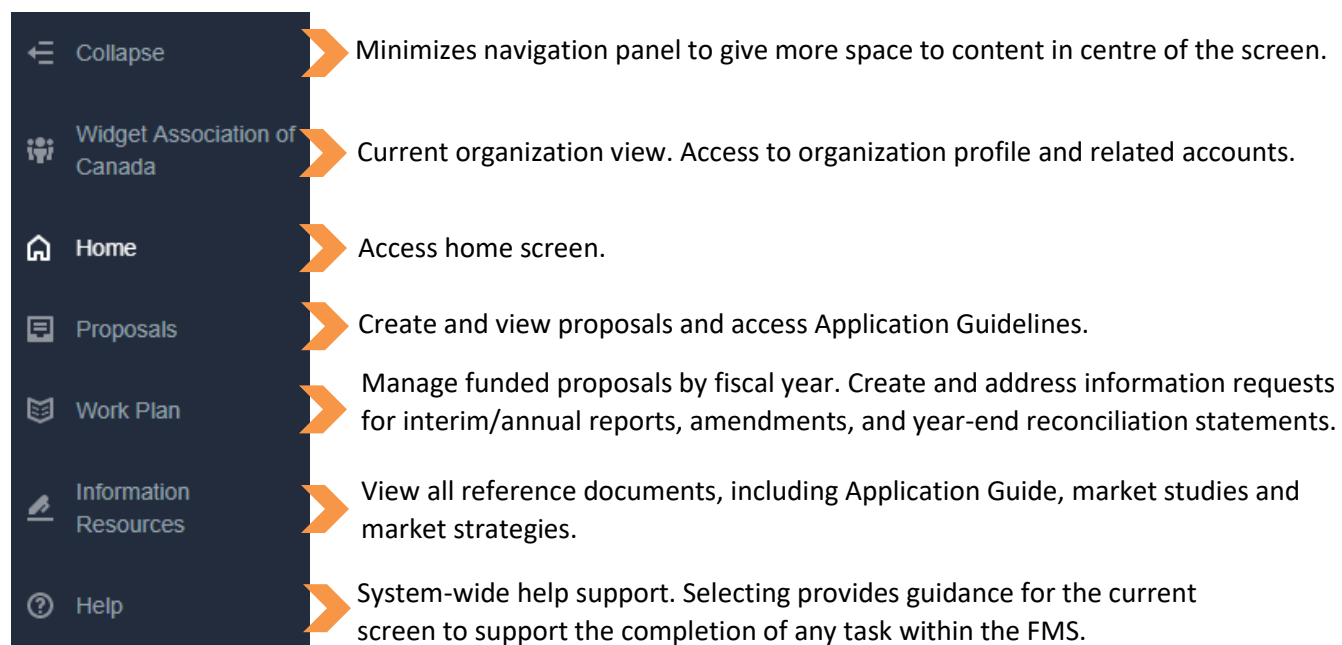 Collapse
Minimizes navigation panel to give more space to content in centre of the screen.
Widget Association of
Canada
Current organization view. Access to organization profile and related accounts.
Home
Access home screen.
Proposals
Create and view proposals and access Application Guidelines.
Work Plan
Manage funded proposals by fiscal year. Create and address information requests
for interim/annual reports, amendments, and year-end reconciliation statements.
Information
Resources
View all reference documents, including Application Guide, market studies and
market strategies.
Help
System-wide help support. Selecting provides guidance for the current
screen to support the completion of any task within the FMS.